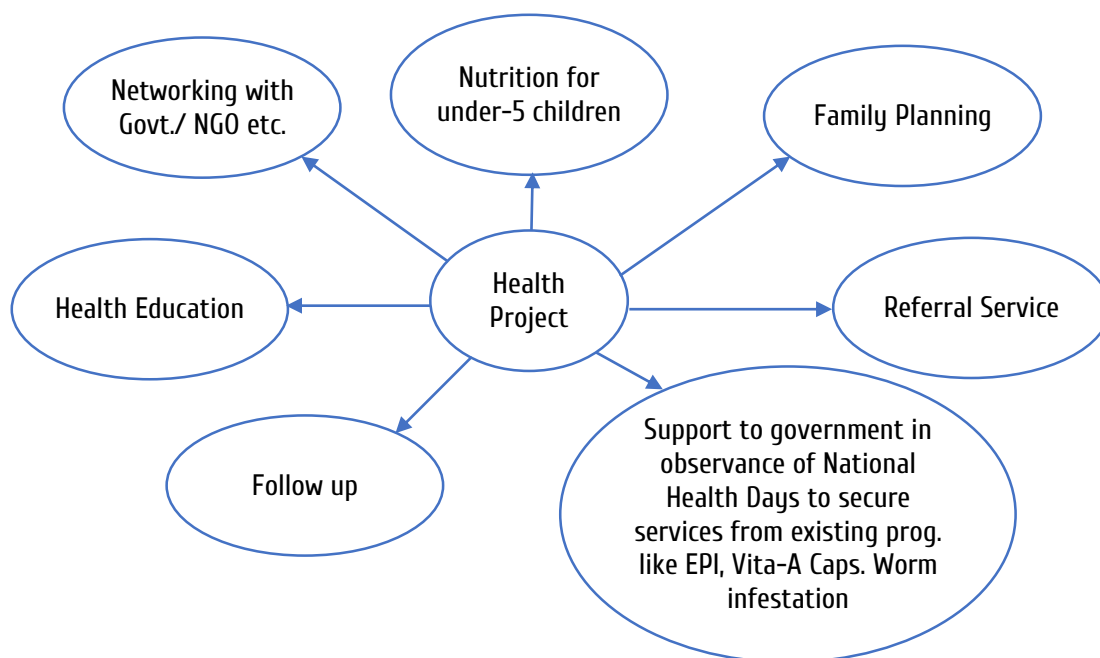 Networking with
Govt./ NGO etc.
Nutrition for
under-5 children
Family Planning
Health Education
Health
Project
Referral Service
Follow up
Support to government in
observance of National
Health Days to secure
services from existing prog.
like EPI, Vita-A Caps. Worm
infestation